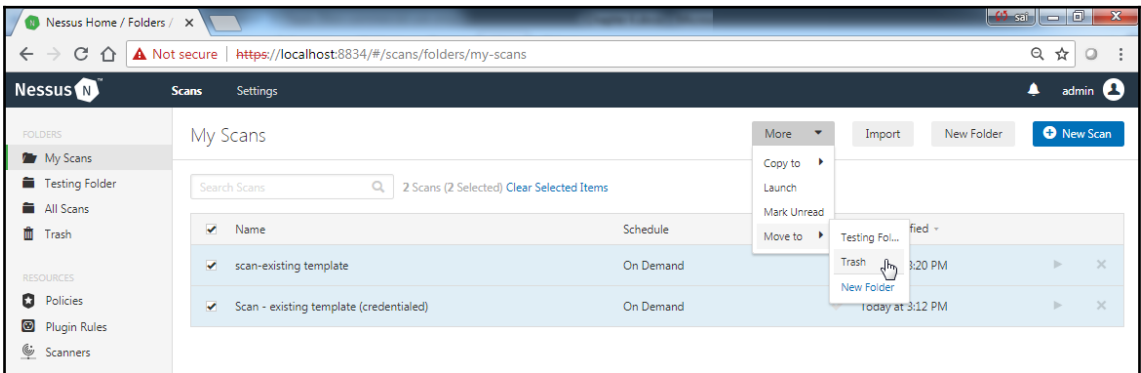 Nessus Home / Folders /
sai
Not secure | https://localhost:8834/#/scans/folders/my-scans
Nessus N Scans Settings admin
FOLDERS
My Scans
Testing Folder
All Scans
Trash
RESOURCES
Policies
Plugin Rules
Scanners
My Scans More Import New Folder New Scan
Search Scans 2 Scans (2 Selected) Clear Selected Items
Copy to
Launch
Mark Unread
Move to
Testing Fol...
Trash
New Folder
Name Schedule fied
scan-existing template On Demand 3:20 PM
Scan - existing template (credentialed) On Demand Today at 3:12 PM